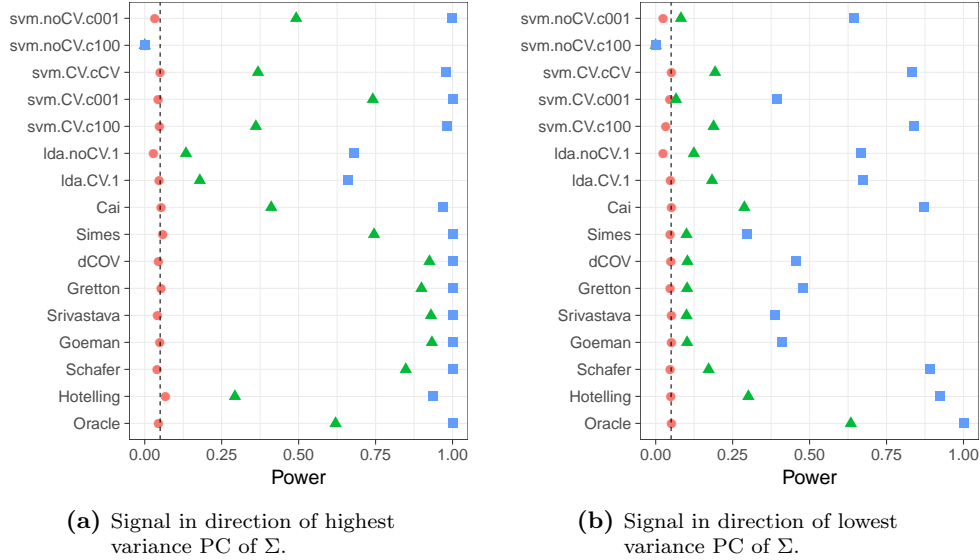 svm.noCV.c001
svm.noCV.c100
svm.CV.cCV
svm.CV.c001
svm.CV.c100
lda.noCV.1
lda.CV.1
Cai
Simes
dCOV
Gretton
Srivastava
Goeman
Schafer
Hotelling
Oracle
0.00 0.25 0.50 0.75 1.00
Power
(a) Signal in direction of highest
variance PC of Σ.
svm.noCV.c001
svm.noCV.c100
svm.CV.cCV
svm.CV.c001
svm.CV.c100
lda.noCV.1
lda.CV.1
Cai
Simes
dCOV
Gretton
Srivastava
Goeman
Schafer
Hotelling
Oracle
0.00 0.25 0.50 0.75 1.00
Power
(b) Signal in direction of lowest
variance PC of Σ.